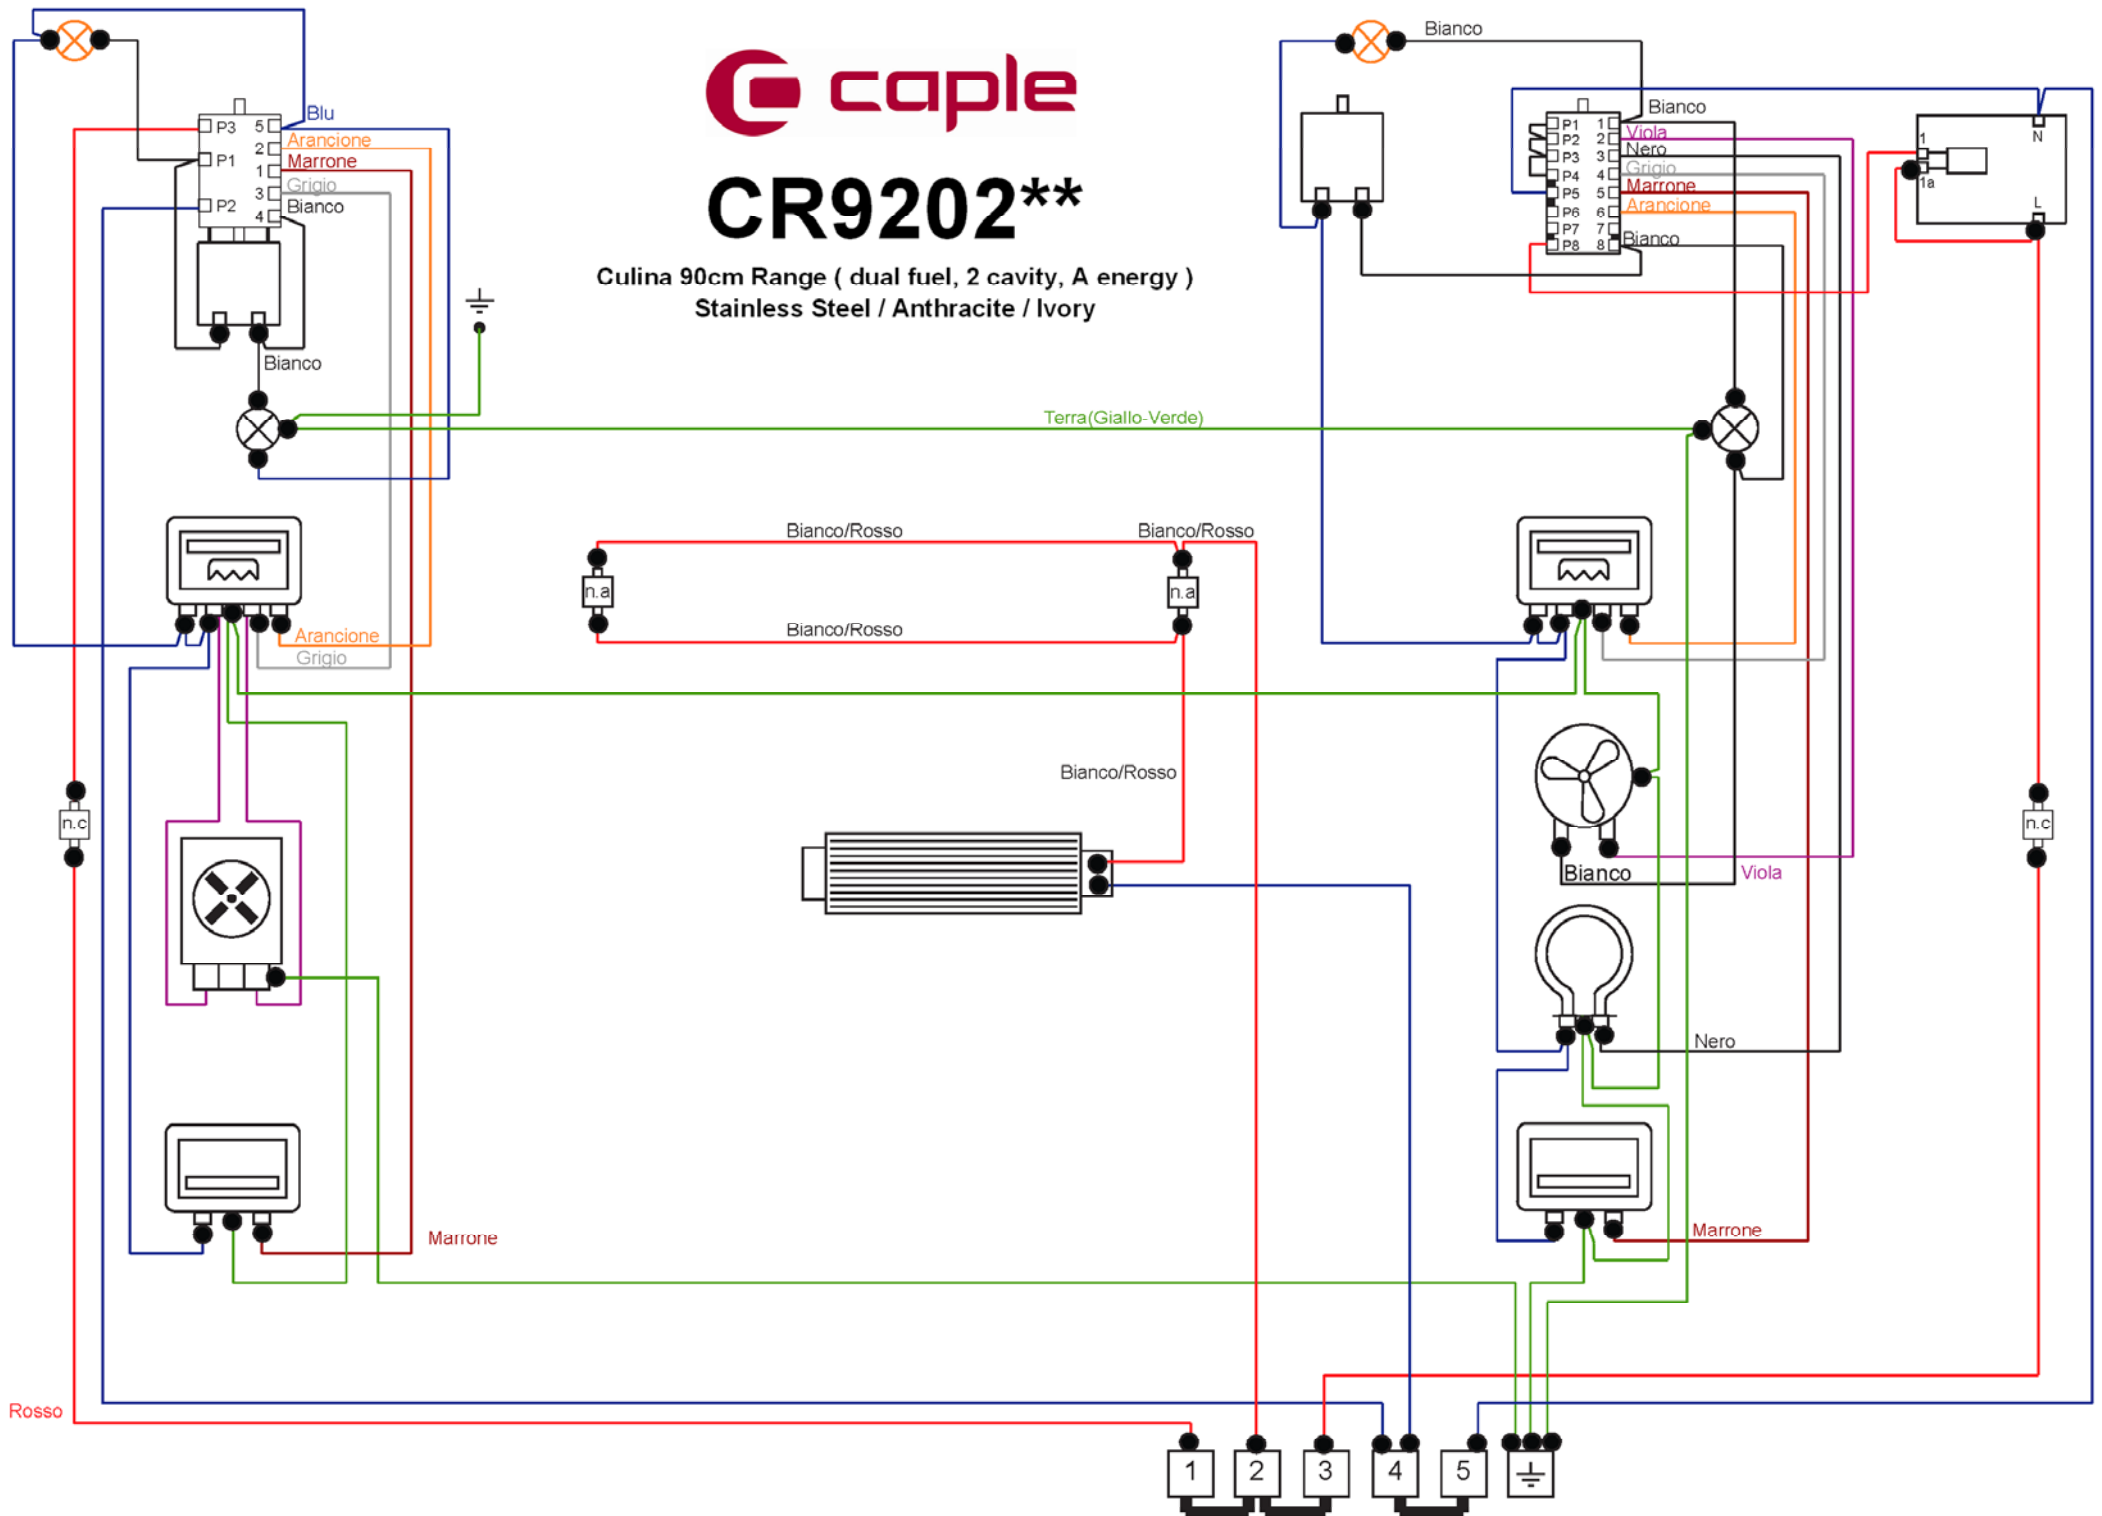 caple
CR9202**
Culina 90cm Range ( dual fuel, 2 cavity, A energy )
Stainless Steel / Anthracite / Ivory
P3
P1
P2
5
2
1
3
4
Blu
Arancione
Marrone
Grigio
Bianco
Bianco
Bianco
P1
P2
P3
P4
P5
P6
P7
P8
1
2
3
4
5
6
7
8
Bianco
Viola
Nero
Grigio
Marrone
Arancione
Bianco
1
1a
N
L
Terra(Giallo-Verde)
Bianco/Rosso
Bianco/Rosso
n.a
n.a
Bianco/Rosso
Arancione
Grigio
Bianco/Rosso
n.c
n.c
Bianco
Viola
Nero
Marrone
Marrone
Rosso
1
2
3
4
5